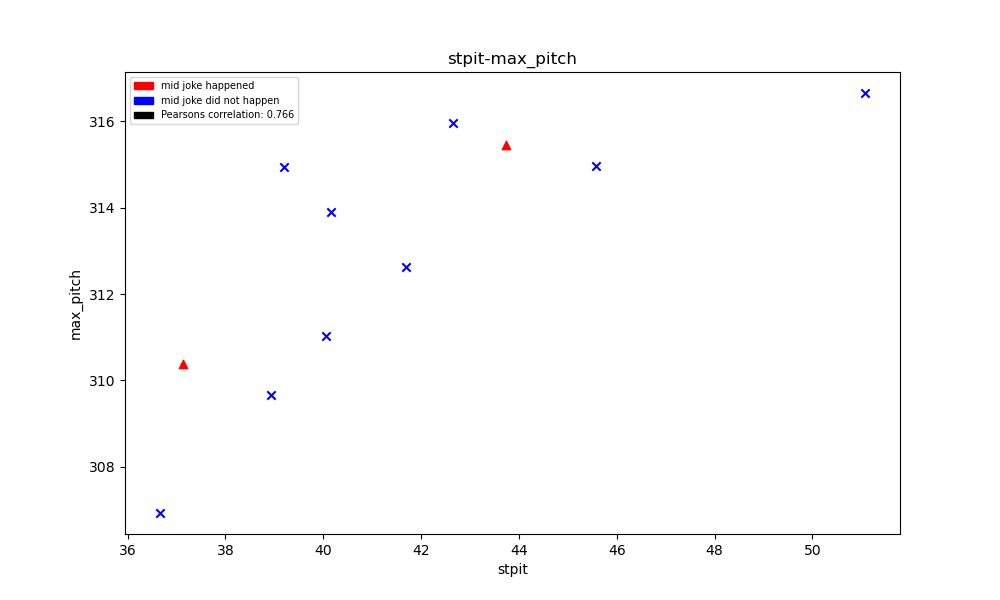 stpit-max_pitch
mid joke happened
mid joke did not happen
Pearsons correlation: 0.766
max_pitch
316
314
312
310
308
36 38 40 42 44 46 48 50
stpit